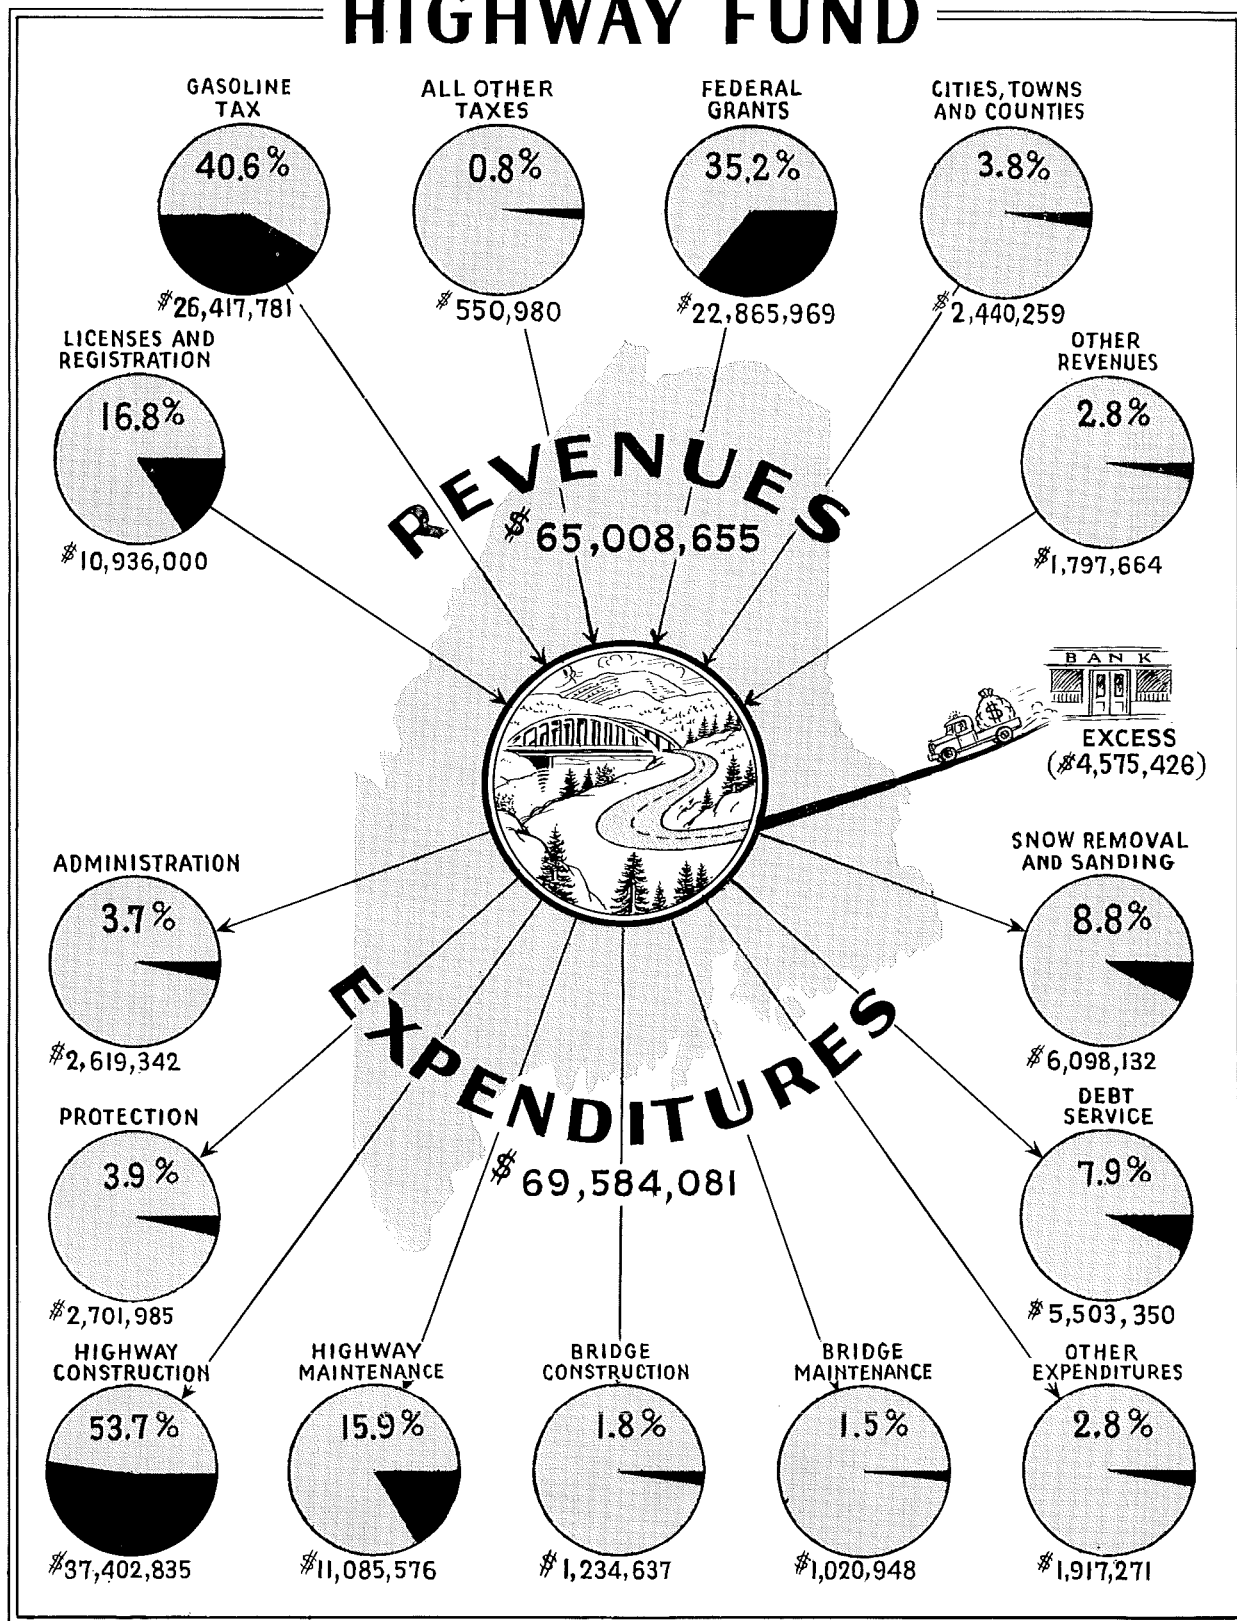 HIGHWAY FUND
GASOLINE
TAX
40.6%
$26,417,781
ALL OTHER
TAXES
0.8%
$550,980
FEDERAL
GRANTS
35.2%
$22,865,969
CITIES, TOWNS
AND COUNTIES
3.8%
$2,440,259
LICENSES AND
REGISTRATION
16.8%
$10,936,000
OTHER
REVENUES
2.8%
$1,797,664
REVENUES
$65,008,655
BANK
$
EXCESS
($4,575,426)
ADMINISTRATION
3.7%
$2,619,342
SNOW REMOVAL
AND SANDING
8.8%
$6,098,132
EXPENDITURES
$69,584,081
PROTECTION
3.9%
$2,701,985
DEBT
SERVICE
7.9%
$5,503,350
HIGHWAY
CONSTRUCTION
53.7%
$37,402,835
HIGHWAY
MAINTENANCE
15.9%
$11,085,576
BRIDGE
CONSTRUCTION
1.8%
$1,234,637
BRIDGE
MAINTENANCE
1.5%
$1,020,948
OTHER
EXPENDITURES
2.8%
$1,917,271